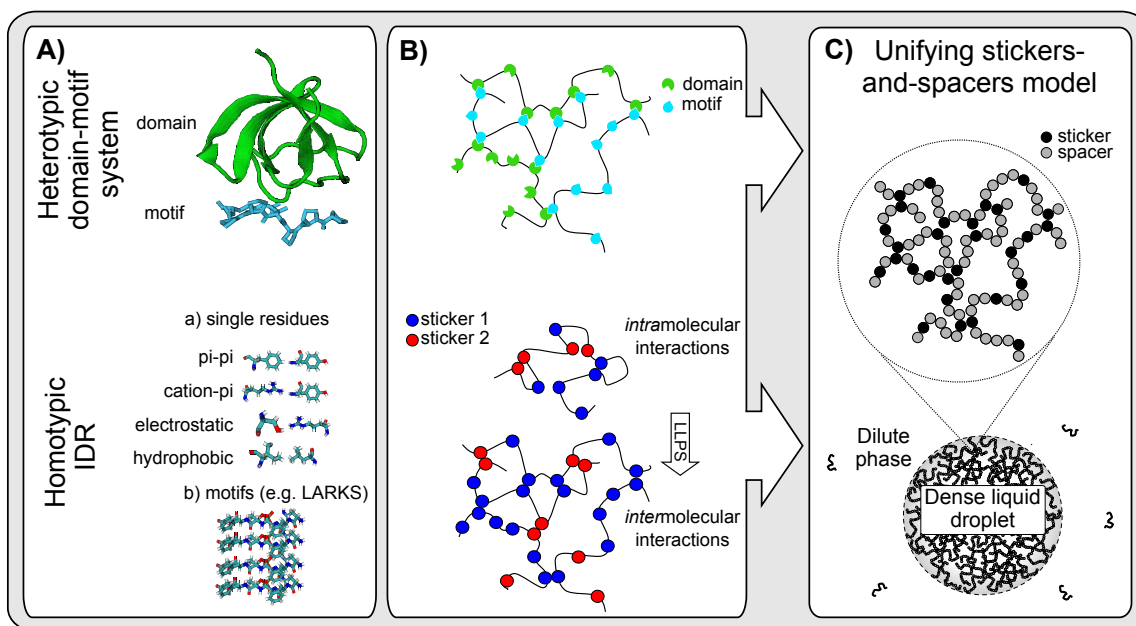 A)
Heterotypic
domain-motif
system
domain
motif
Homotypic
IDR
a) single residues
pi-pi
cation-pi
electrostatic
hydrophobic
b) motifs (e.g. LARKS)
B)
domain
motif
sticker 1
sticker 2
intramolecular
interactions
LLPS
intermolecular
interactions
C)
Unifying stickers-
and-spacers model
sticker
spacer
Dilute
phase
Dense liquid
droplet